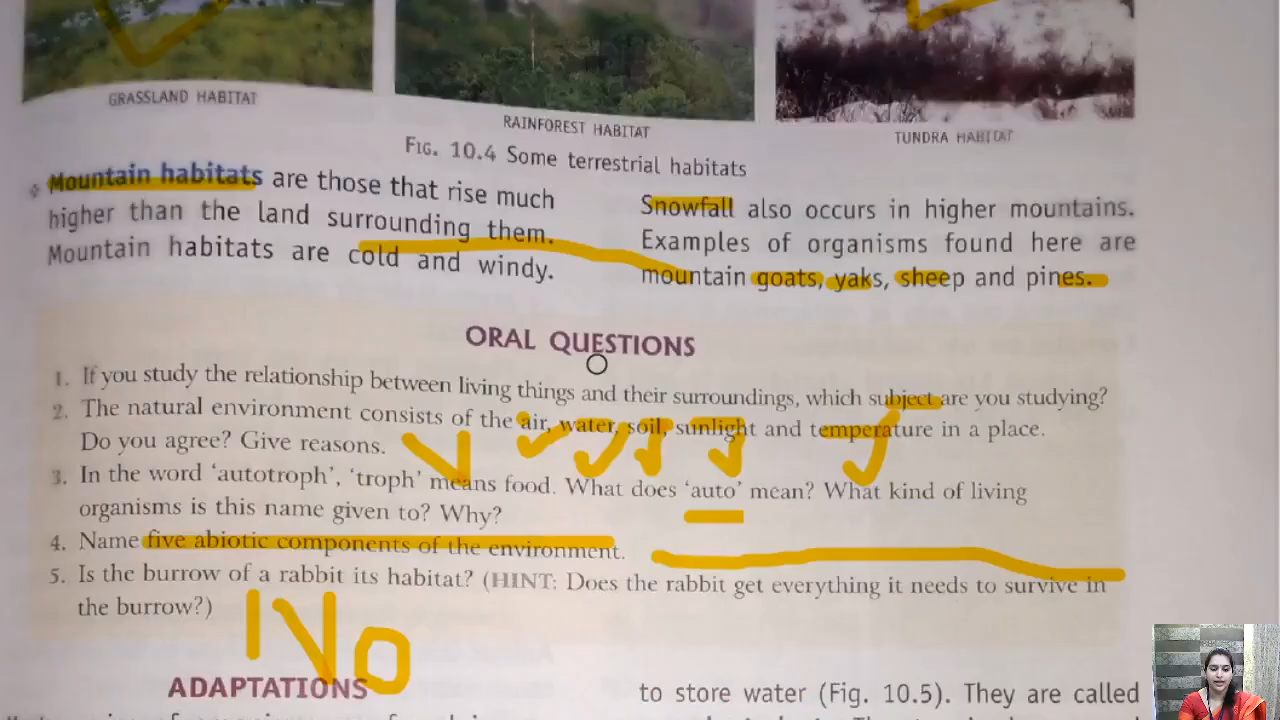 GRASSLAND HABITAT
RAINFOREST HABITAT
TUNDRA HABITAT
FIG. 10.4 Some terrestrial habitats
Mountain habitats are those that rise much
higher than the land surrounding them.
Mountain habitats are cold and windy.
Snowfall also occurs in higher mountains.
Examples of organisms found here are
mountain goats, yaks, sheep and pines.
ORAL QUESTIONS
1. If you study the relationship between living things and their surroundings, which subject are you studying?
2. The natural environment consists of the air, water, soil, sunlight and temperature in a place.
Do you agree? Give reasons.
3. In the word ‘autotroph’, ‘troph’ means food. What does ‘auto’ mean? What kind of living
organisms is this name given to? Why?
4. Name five abiotic components of the environment.
5. Is the burrow of a rabbit its habitat? (HINT: Does the rabbit get everything it needs to survive in
the burrow?)
NO
ADAPTATIONS
to store water (Fig. 10.5). They are called